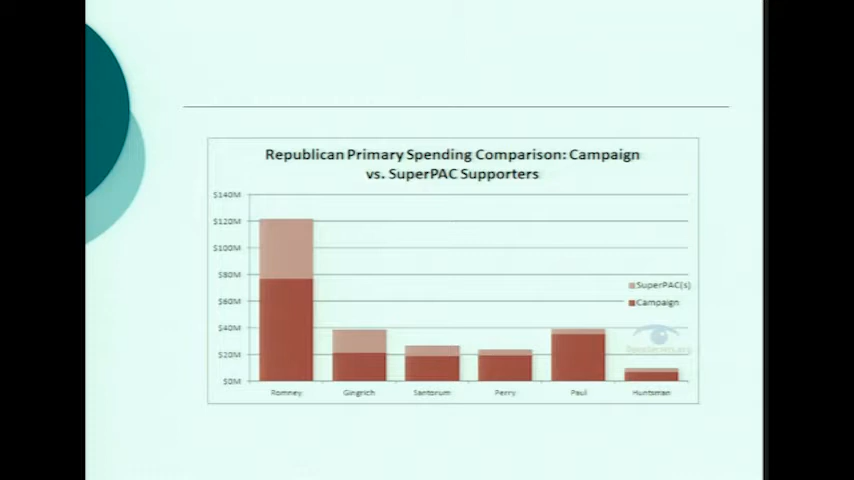 Republican Primary Spending Comparison: Campaign
vs. SuperPAC Supporters
$140M
$120M
$100M
$80M
$60M
$40M
$20M
$0M
SuperPAC(s)
Campaign
Romney
Gingrich
Santorum
Perry
Paul
Huntsman